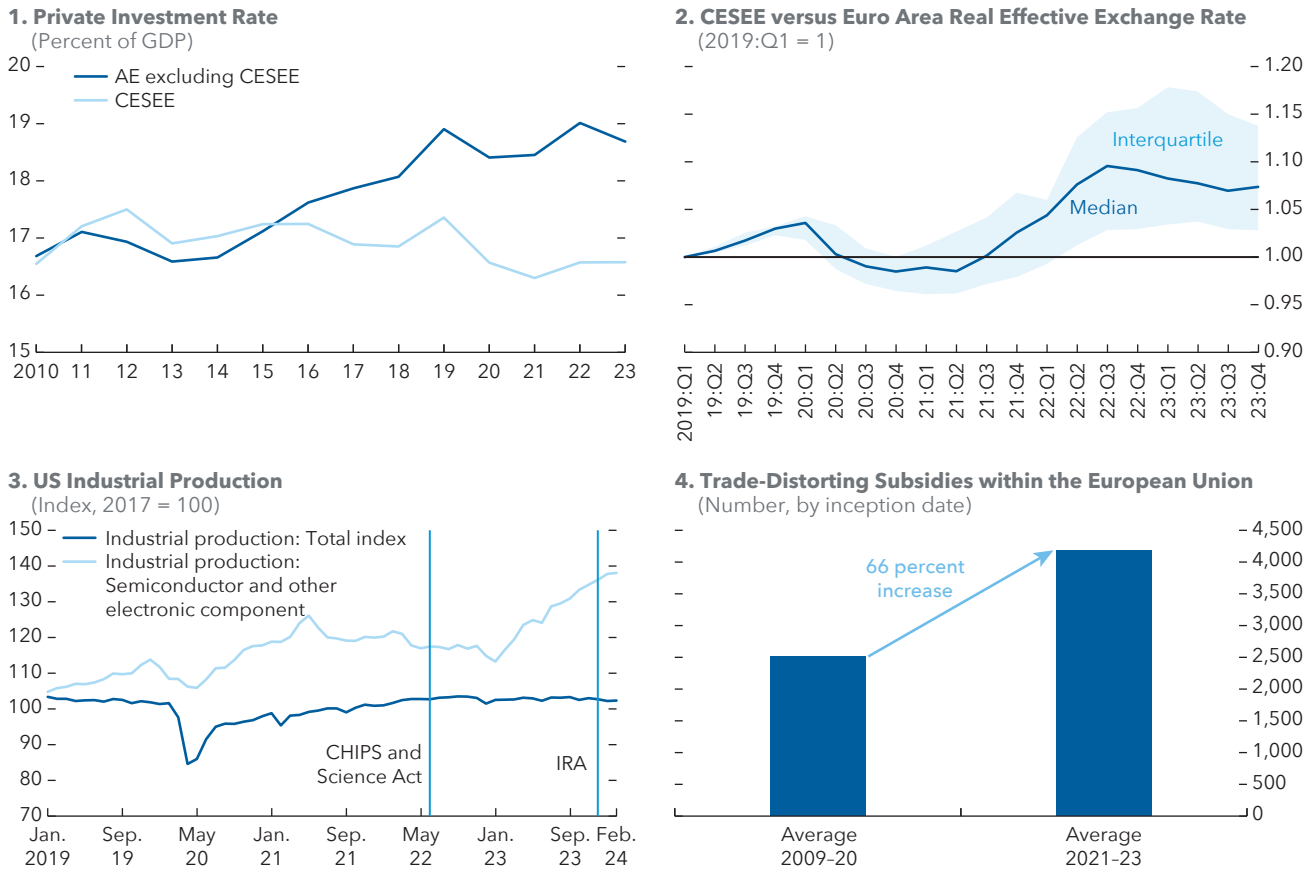 1. Private Investment Rate
(Percent of GDP)
20
19
18
17
16
15
AE excluding CESEE
CESEE
2010 11 12 13 14 15 16 17 18 19 20 21 22 23
2. CESEE versus Euro Area Real Effective Exchange Rate
(2019:Q1 = 1)
1.20
1.15
1.10
1.05
1.00
0.95
0.90
Interquartile
Median
2019:Q1
19:Q2
19:Q3
19:Q4
20:Q1
20:Q2
20:Q3
20:Q4
21:Q1
21:Q2
21:Q3
21:Q4
22:Q1
22:Q2
22:Q3
22:Q4
23:Q1
23:Q2
23:Q3
23:Q4
3. US Industrial Production
(Index, 2017 = 100)
150
140
130
120
110
100
90
80
70
Industrial production: Total index
Industrial production:
Semiconductor and other
electronic component
CHIPS and
Science Act
IRA
Jan. Sep. May Jan. Sep. May Jan. Sep. Feb.
2019 19 20 21 21 22 23 23 24
4. Trade-Distorting Subsidies within the European Union
(Number, by inception date)
4,500
4,000
3,500
3,000
2,500
2,000
1,500
1,000
500
0
66 percent
increase
Average Average
2009–20 2021–23